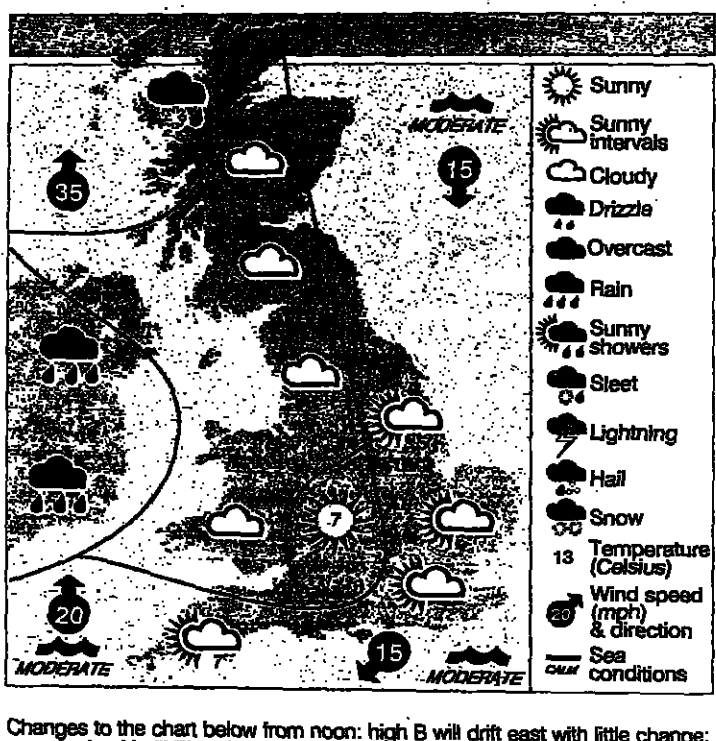 MODERATE
15
35
7
20
MODERATE
7
15
MODERATE
Sunny
Sunny
intervals
Cloudy
Drizzle
Overcast
Rain
Sunny
showers
Sleet
Lightning
Hail
Snow
13 Temperature
(Celsius)
20 Wind speed
(mph)
& direction
CALM Sea
conditions
Changes to the chart below from noon: high B will drift east with little change;